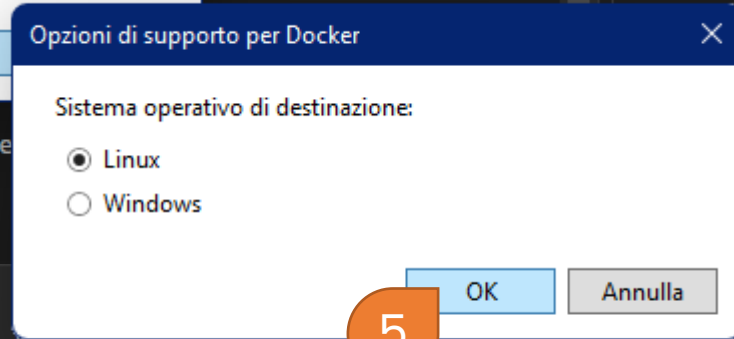 Opzioni di supporto per Docker
Sistema operativo di destinazione:
Linux
Windows
OK
Annulla
5